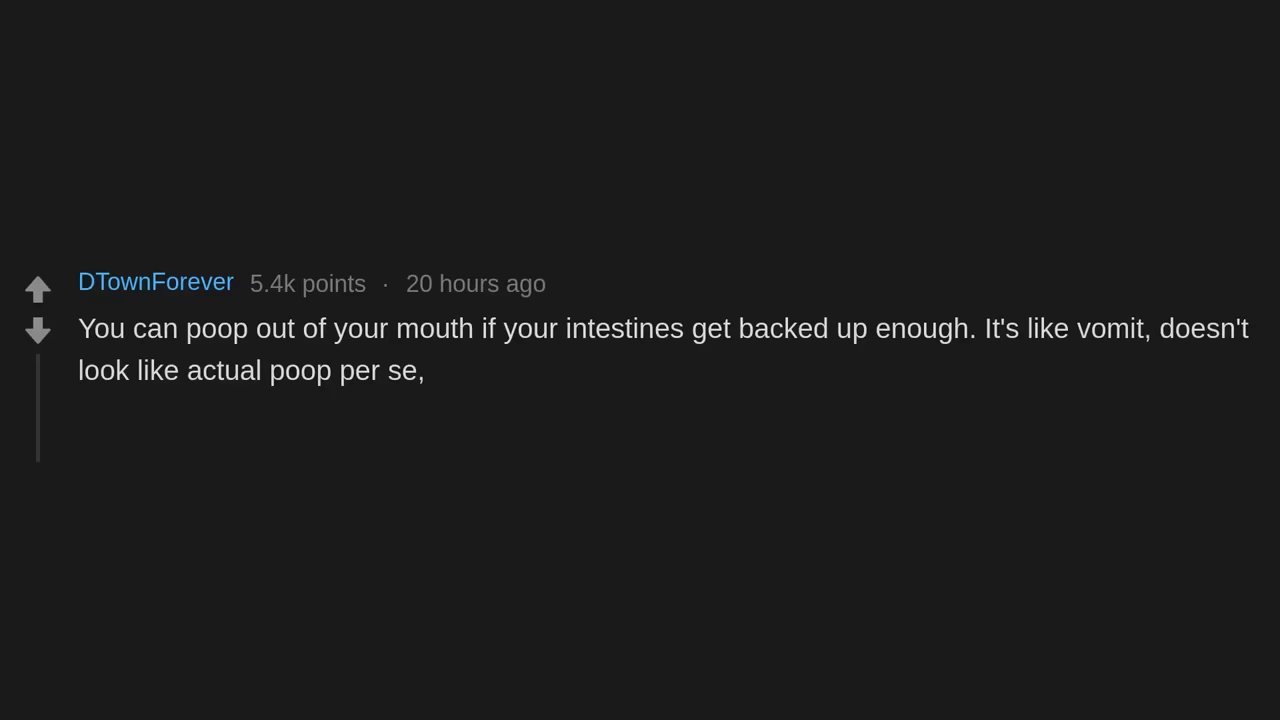 DTownForever 5.4k points · 20 hours ago
You can poop out of your mouth if your intestines get backed up enough. It's like vomit, doesn't
look like actual poop per se,